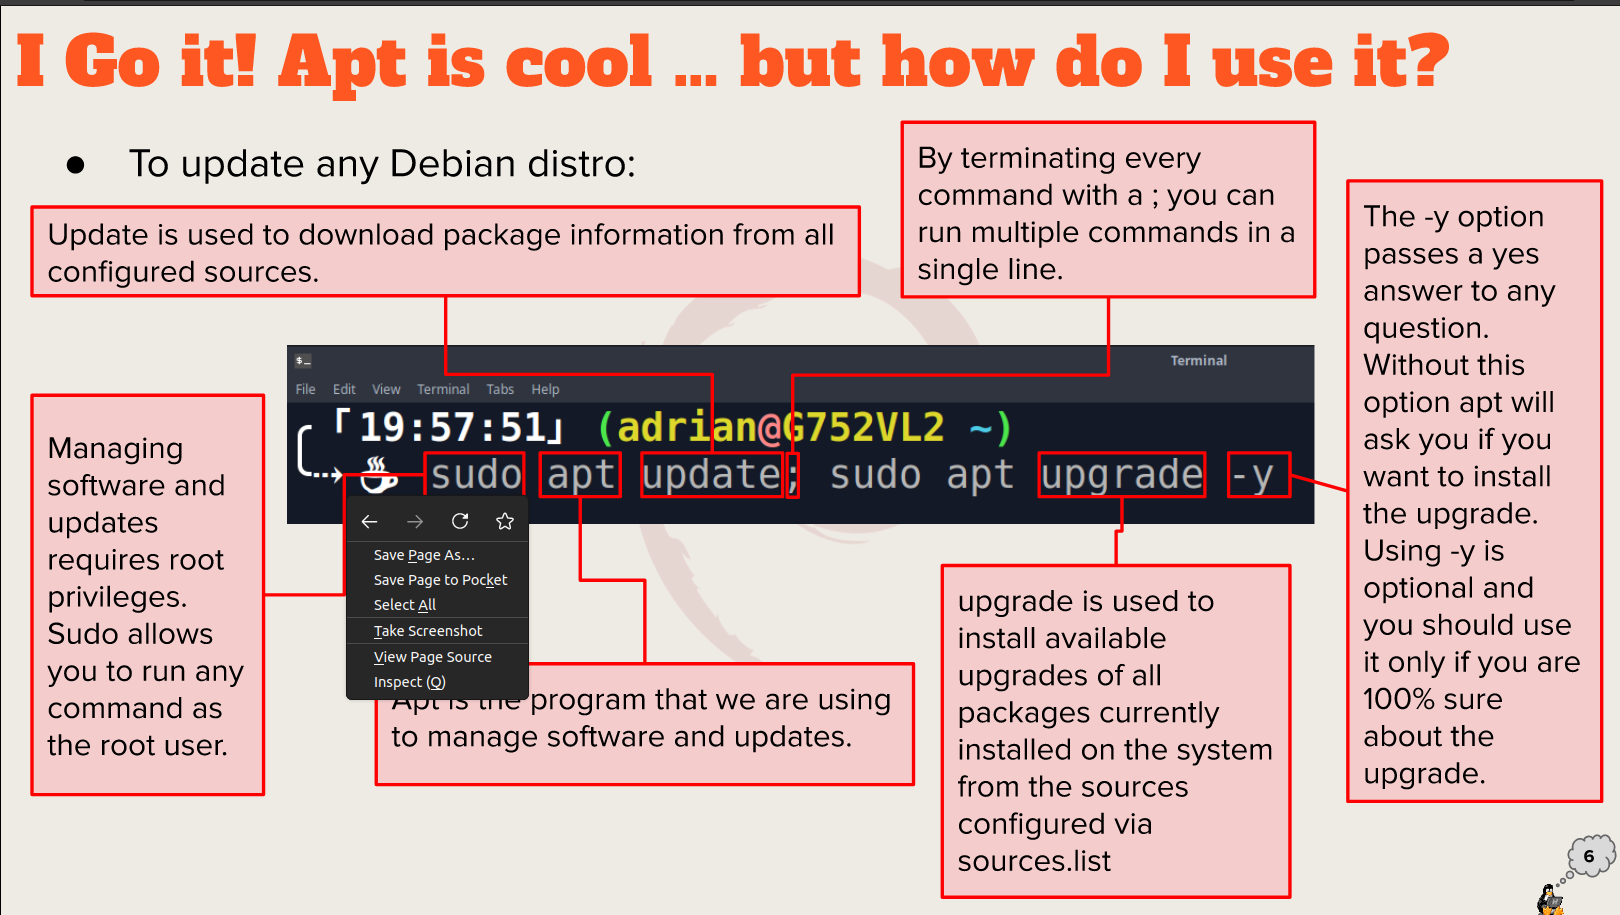 I Go it! Apt is cool ... but how do I use it?
● To update any Debian distro:
Update is used to download package information from all
configured sources.
By terminating every
command with a ; you can
run multiple commands in a
single line.
The -y option
passes a yes
answer to any
question.
Without this
option apt will
ask you if you
want to install
the upgrade.
Using -y is
optional and
you should use
it only if you are
100% sure
about the
upgrade.
$_
Terminal
File Edit View Terminal Tabs Help
「19:57:51」 (adrian@G752VL2 ~)
sudo apt update; sudo apt upgrade -y
Managing
software and
updates
requires root
privileges.
Sudo allows
you to run any
command as
the root user.
Save Page As...
Save Page to Pocket
Select All
Take Screenshot
View Page Source
Inspect (Q)
Apt is the program that we are using
to manage software and updates.
upgrade is used to
install available
upgrades of all
packages currently
installed on the system
from the sources
configured via
sources.list
6